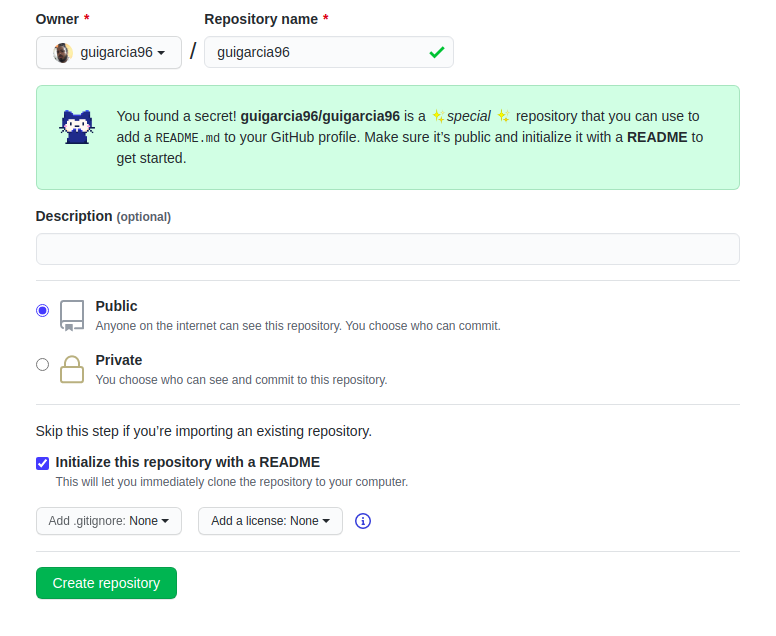 Owner * Repository name *
guigarcia96 / guigarcia96
You found a secret! guigarcia96/guigarcia96 is a ✨special ✨ repository that you can use to
add a README.md to your GitHub profile. Make sure it’s public and initialize it with a README to
get started.
Description (optional)
Public
Anyone on the internet can see this repository. You choose who can commit.
Private
You choose who can see and commit to this repository.
Skip this step if you’re importing an existing repository.
Initialize this repository with a README
This will let you immediately clone the repository to your computer.
Add .gitignore: None Add a license: None
Create repository